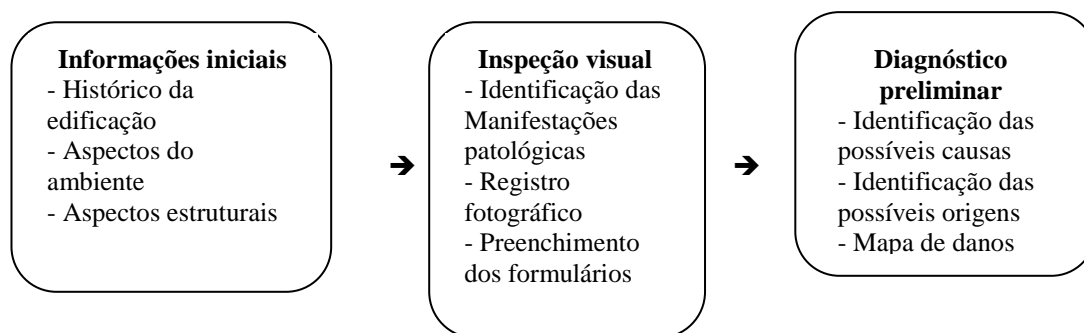 Informações iniciais
- Histórico da
edificação
- Aspectos do
ambiente
- Aspectos estruturais
➔
Inspeção visual
- Identificação das
Manifestações
patológicas
- Registro
fotográfico
- Preenchimento
dos formulários
➔
Diagnóstico
preliminar
- Identificação das
possíveis causas
- Identificação das
possíveis origens
- Mapa de danos